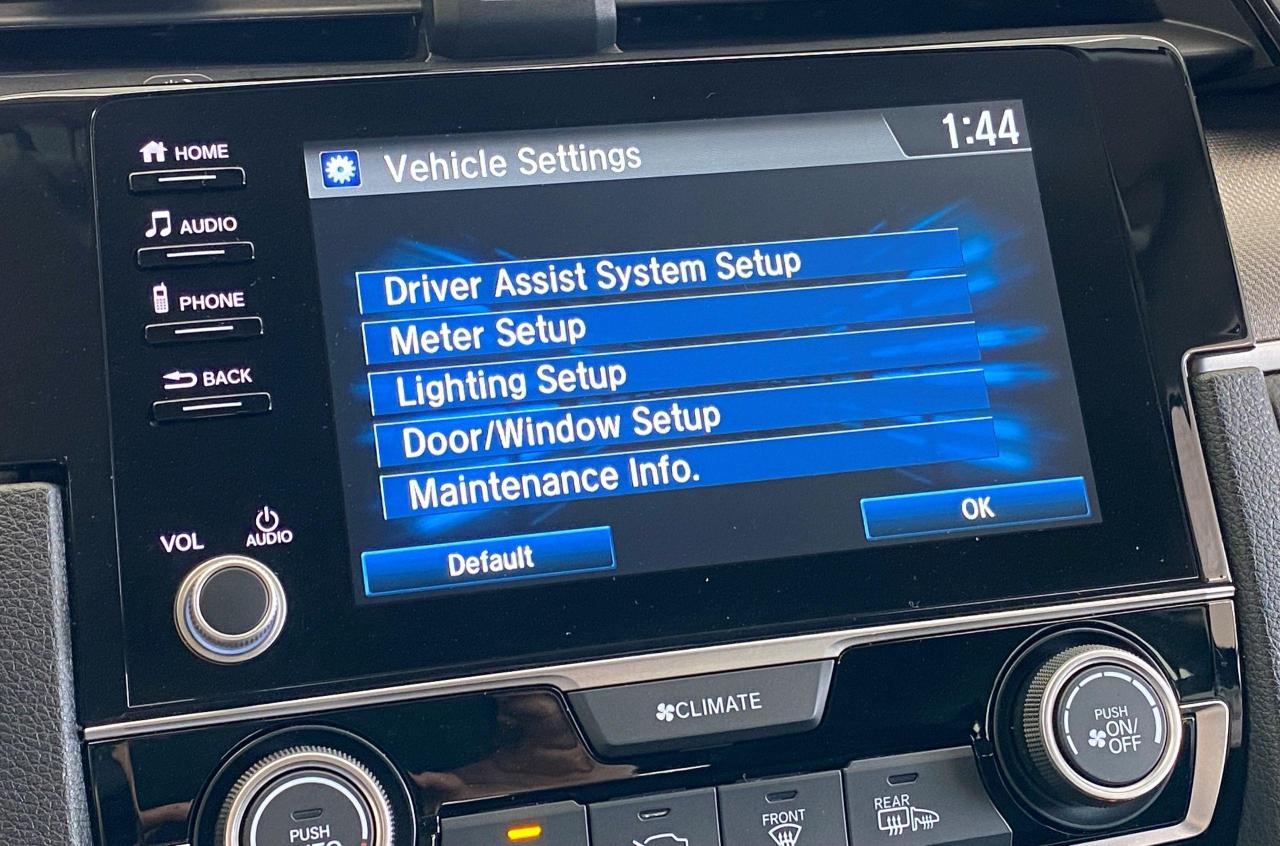 HOME
AUDIO
PHONE
BACK
VOL
AUDIO
Vehicle Settings
1:44
Driver Assist System Setup
Meter Setup
Lighting Setup
Door/Window Setup
Maintenance Info.
Default
OK
CLIMATE
PUSH
ON/
OFF
PUSH
FRONT
REAR